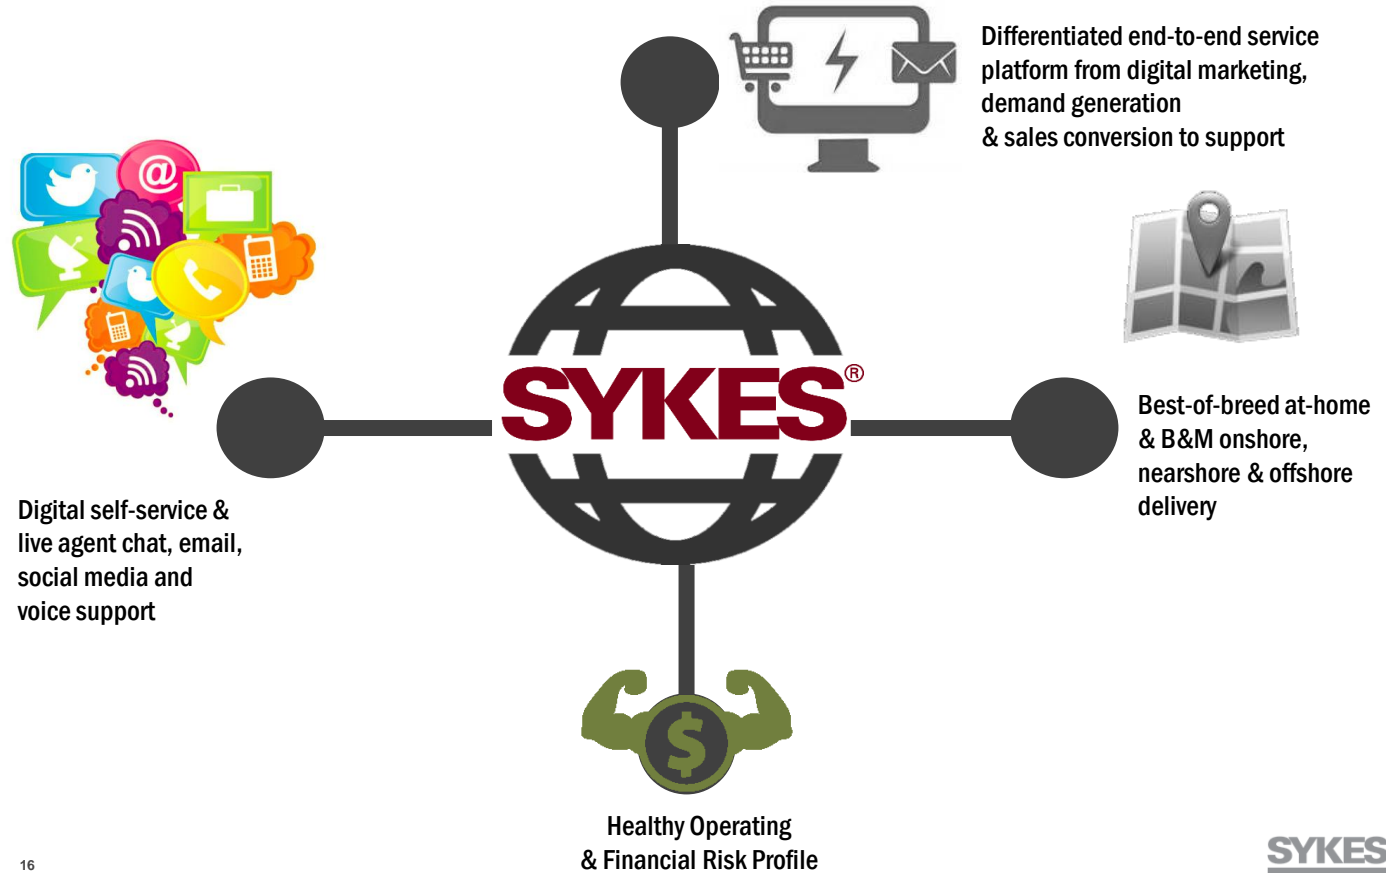 Differentiated end-to-end service
platform from digital marketing,
demand generation
& sales conversion to support
@
SYKES®
Best-of-breed at-home
& B&M onshore,
nearshore & offshore
delivery
Digital self-service &
live agent chat, email,
social media and
voice support
$
Healthy Operating
& Financial Risk Profile
16
SYKES